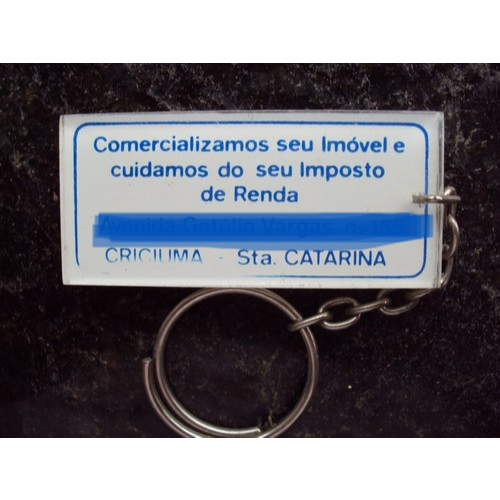 Comercializamos seu Imóvel e
cuidamos do seu Imposto
de Renda
CRICIUMA - Sta. CATARINA